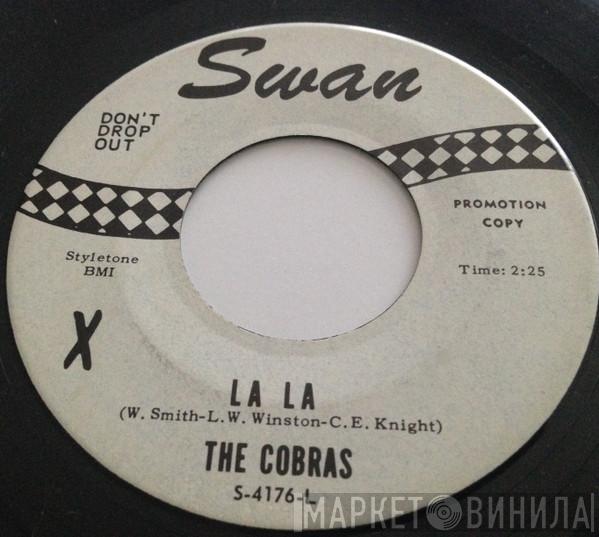 Swan
DON'T
DROP
OUT
PROMOTION
COPY
Styletone
BMI
Time: 2:25
X
LA LA
(W. Smith-L.W. Winston-C.E. Knight)
THE COBRAS
S-4176-L
МАРКЕТ ВИНИЛА